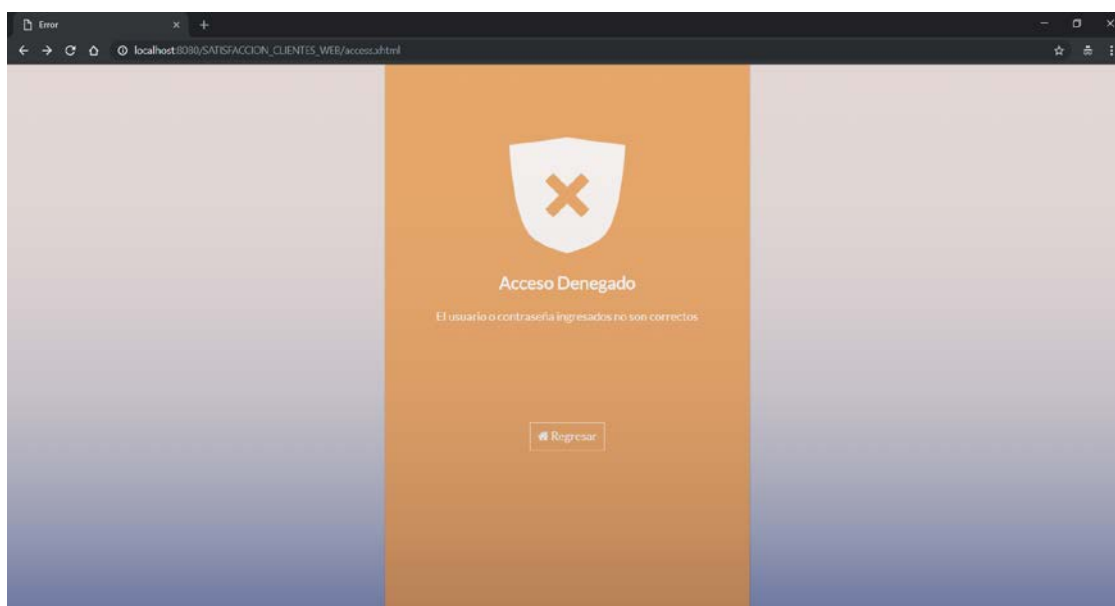 Error
localhost:8080/SATISFACCION_CLIENTES_WEB/access.xhtml
Acceso Denegado
El usuario o contraseña ingresados no son correctos
Regresar